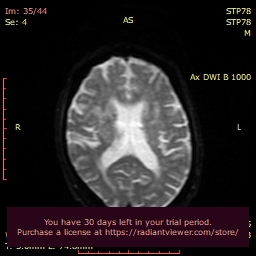 Im: 35/44
Se: 4
AS
STP78
STP78
M
Ax DWI B 1000
R
L
You have 30 days left in your trial period.
Purchase a license at https://radiantviewer.com/store/